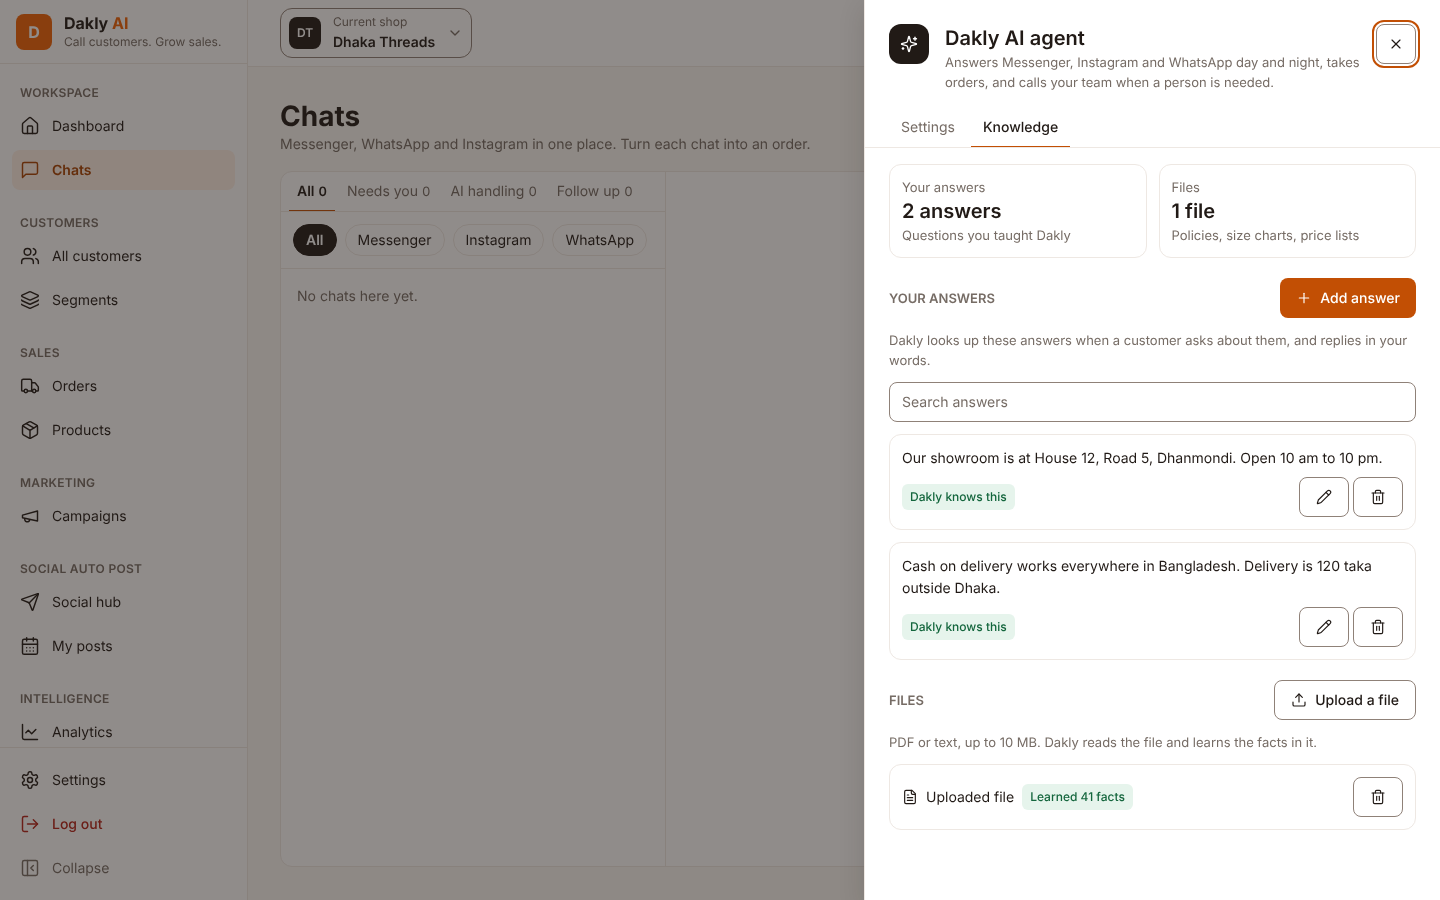 D
Dakly AI
Call customers. Grow sales.
WORKSPACE
Dashboard
Chats
CUSTOMERS
All customers
Segments
SALES
Orders
Products
MARKETING
Campaigns
SOCIAL AUTO POST
Social hub
My posts
INTELLIGENCE
Analytics
Settings
Log out
Collapse
DT
Current shop
Dhaka Threads
Chats
Messenger, WhatsApp and Instagram in one place. Turn each chat into an order.
All 0 Needs you 0 AI handling 0 Follow up 0
All Messenger Instagram WhatsApp
No chats here yet.
Dakly AI agent
Answers Messenger, Instagram and WhatsApp day and night, takes
orders, and calls your team when a person is needed.
Settings Knowledge
Your answers
2 answers
Questions you taught Dakly
Files
1 file
Policies, size charts, price lists
YOUR ANSWERS
Add answer
Dakly looks up these answers when a customer asks about them, and replies in your
words.
Search answers
Our showroom is at House 12, Road 5, Dhanmondi. Open 10 am to 10 pm.
Dakly knows this
Cash on delivery works everywhere in Bangladesh. Delivery is 120 taka
outside Dhaka.
Dakly knows this
FILES
Upload a file
PDF or text, up to 10 MB. Dakly reads the file and learns the facts in it.
Uploaded file Learned 41 facts